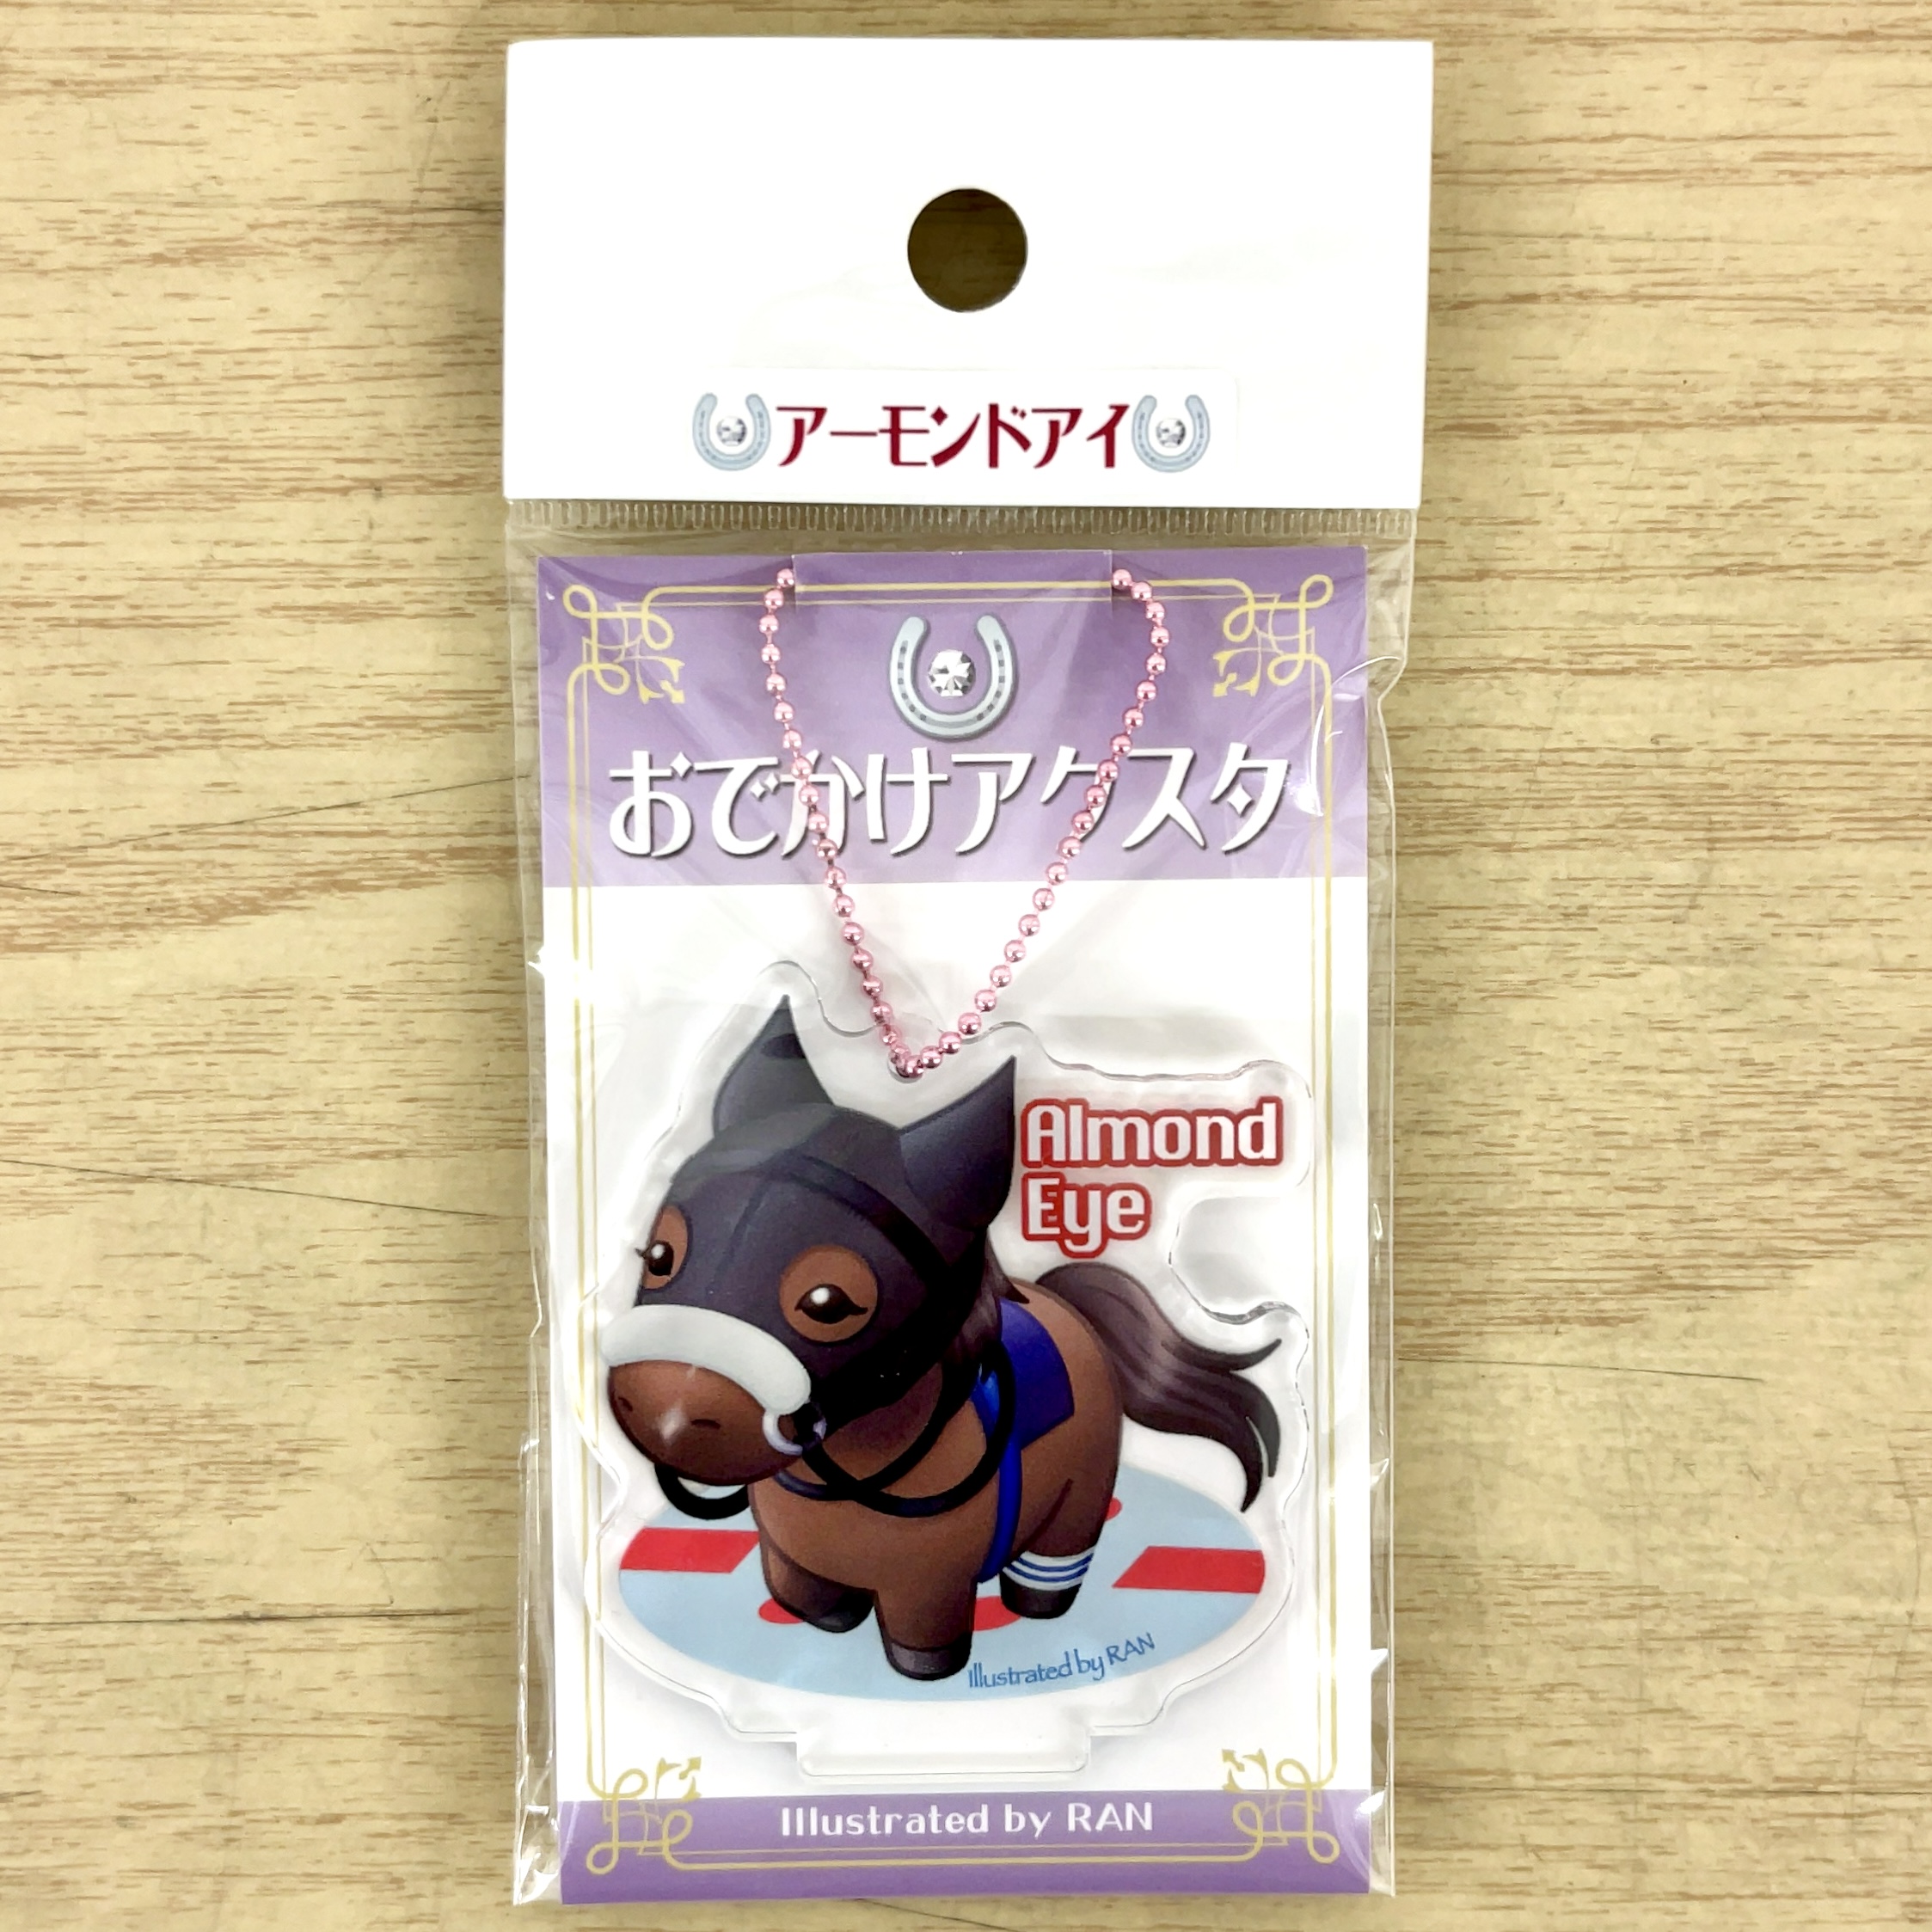 アーモンドアイ
おでかけアクスタ
Almond
Eye
Illustrated by RAN
Illustrated by RAN